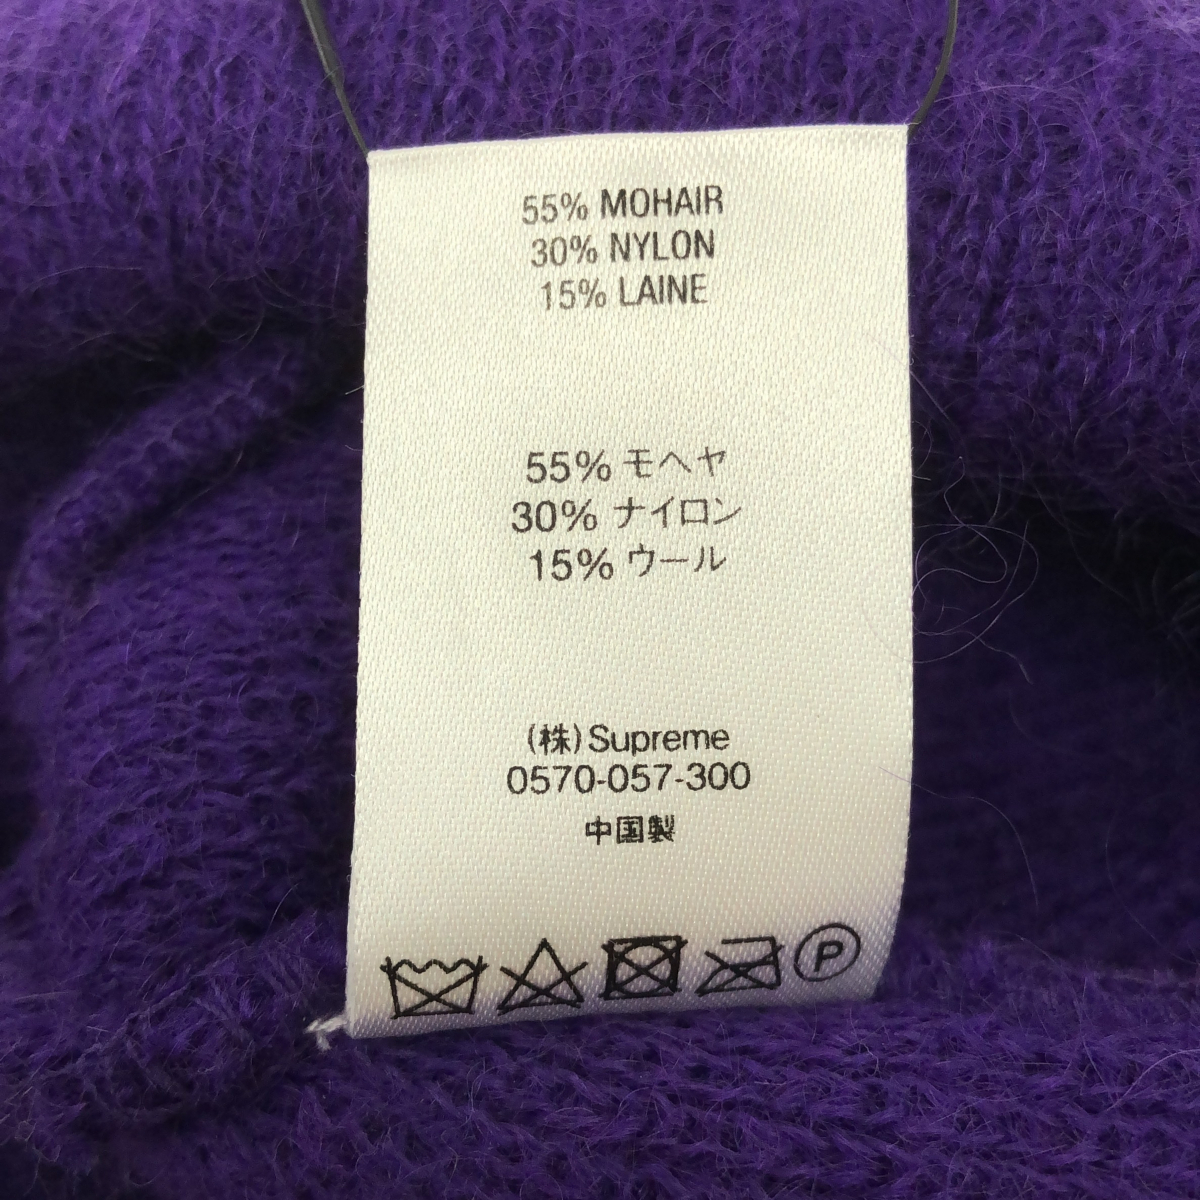 55% MOHAIR
30% NYLON
15% LAINE
55% モヘヤ
30% ナイロン
15% ウール
(株)Supreme
0570-057-300
中国製
P